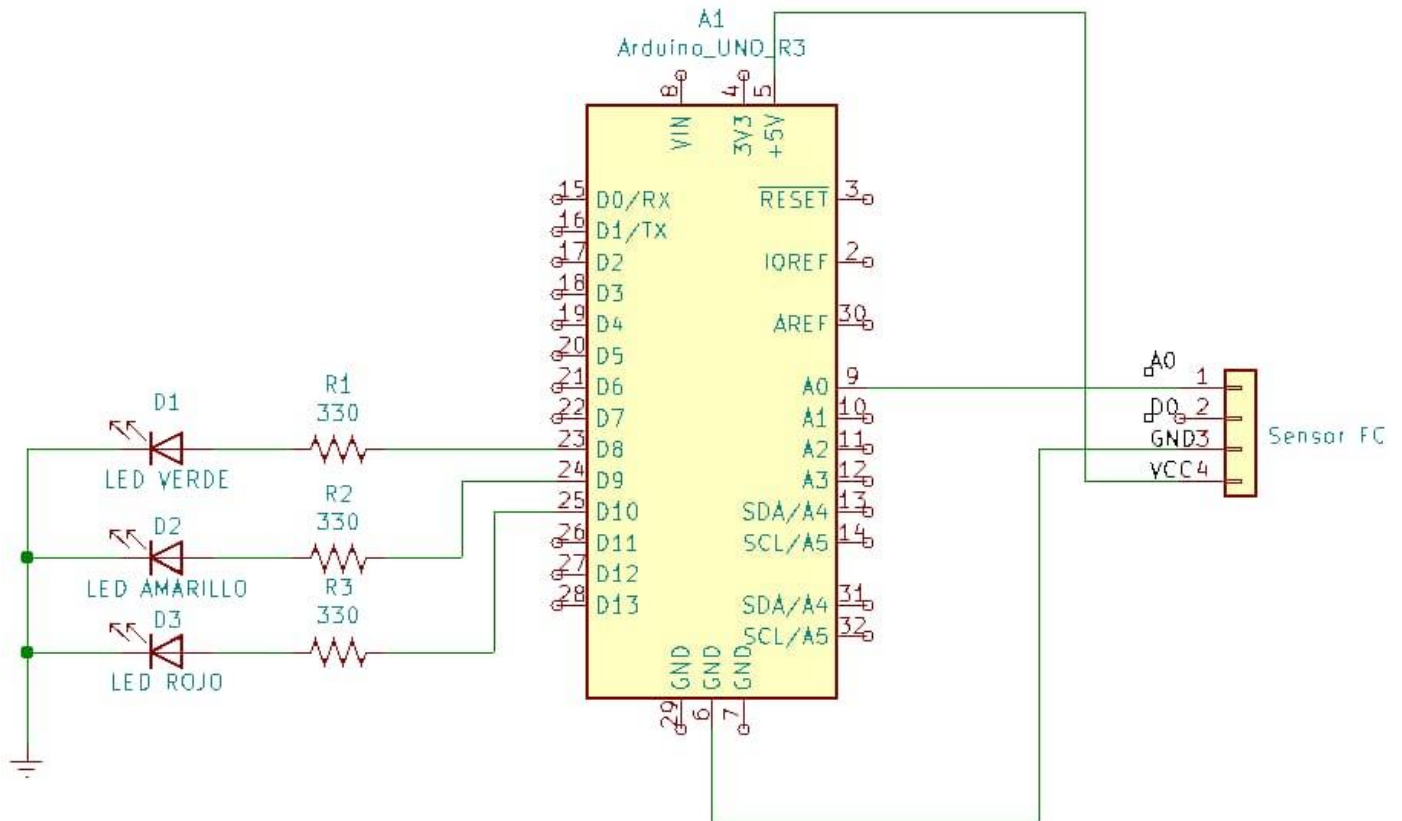 A1
Arduino_UNO_R3
8 4 5
VIN 3V3 +5V
15 D0/RX RESET 3
16 D1/TX
17 D2 IOREF 2
18 D3
19 D4 AREF 30
20 D5
21 D6 A0 9
22 D7 A1 10
23 D8 A2 11
24 D9 A3 12
25 D10 SDA/A4 13
26 D11 SCL/A5 14
27 D12
28 D13 SDA/A4 31
SCL/A5 32
GND GND GND
29 6 7
D1
LED VERDE
R1
330
D2
LED AMARILLO
R2
330
D3
LED ROJO
R3
330
A0 1
D0 2
GND 3
VCC 4
Sensor FC